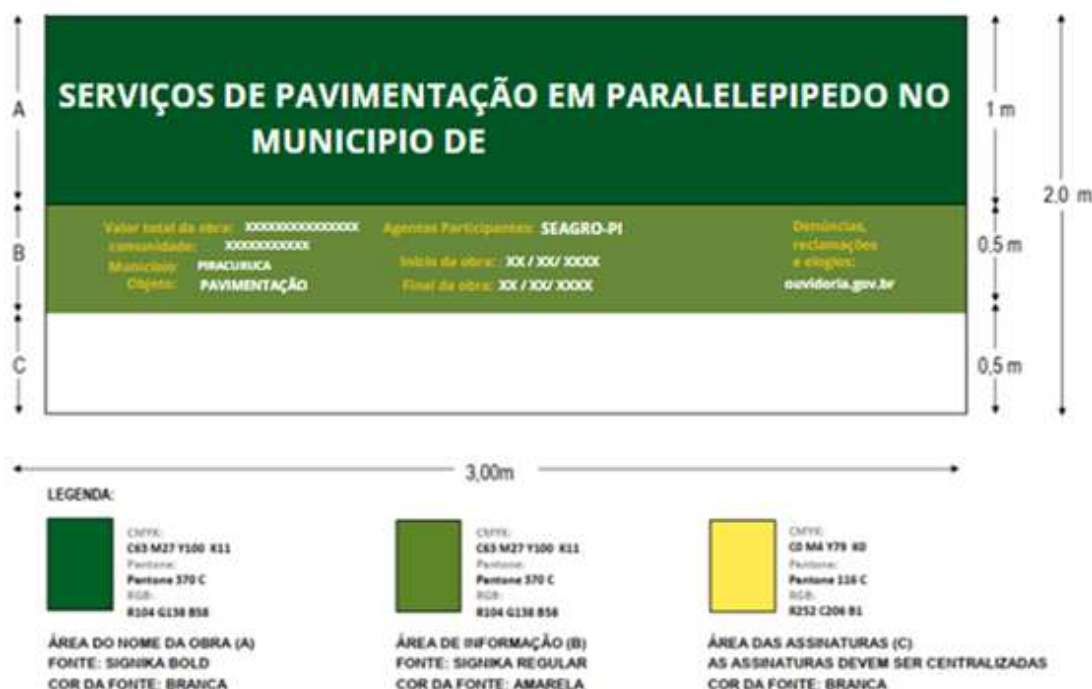 SERVIÇOS DE PAVIMENTAÇÃO EM PARALELEPIPEDO NO
MUNICIPIO DE
A
1 m
2.0 m
Valor total da obra: XXXXXXXXXXXXXXX
comunidade: XXXXXXXXXXX
Município: PIRACURUCA
Objeto: PAVIMENTAÇÃO
Agentes Participantes: SEAGRO-PI
Início da obra: XX / XX/ XXXX
Final da obra: XX / XX/ XXXX
Denúncias,
reclamações
e elogios:
ouvidoria.gov.br
B
0.5 m
C
0,5 m
3,00m
LEGENDA:
CMYK:
C63 M27 Y100 K11
Pantone:
Pantone 370 C
RGB:
R104 G138 B58
ÁREA DO NOME DA OBRA (A)
FONTE: SIGNIKA BOLD
COR DA FONTE: BRANCA
CMYK:
C63 M27 Y100 K11
Pantone:
Pantone 370 C
RGB:
R104 G138 B58
ÁREA DE INFORMAÇÃO (B)
FONTE: SIGNIKA REGULAR
COR DA FONTE: AMARELA
CMYK:
C0 M4 Y79 K0
Pantone:
Pantone 116 C
RGB:
R252 C206 B1
ÁREA DAS ASSINATURAS (C)
AS ASSINATURAS DEVEM SER CENTRALIZADAS
COR DA FONTE: BRANCA